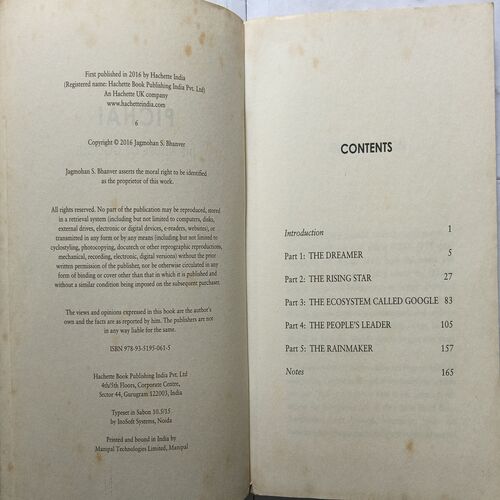 First published in 2016 by Hachette India
(Registered name: Hachette Book Publishing India Pvt. Ltd)
An Hachette UK company
www.hachetteindia.com
6
Copyright © 2016 Jagmohan S. Bhanver
Jagmohan S. Bhanver asserts the moral right to be identified
as the proprietor of this work.
All rights reserved. No part of the publication may be reproduced, stored
in a retrieval system (including but not limited to computers, disks,
external drives, electronic or digital devices, e-readers, websites), or
transmitted in any form or by any means (including but not limited to
cyclostyling, photocopying, docutech or other reprographic reproductions,
mechanical, recording, electronic, digital versions) without the prior
written permission of the publisher, nor be otherwise circulated in any
form of binding or cover other than that in which it is published and
without a similar condition being imposed on the subsequent purchaser.
The views and opinions expressed in this book are the author's
own and the facts are as reported by him. The publishers are not
in any way liable for the same.
ISBN 978-93-5195-061-5
Hachette Book Publishing India Pvt. Ltd
4th/5th Floors, Corporate Centre,
Sector 44, Gurugram 122003, India
Typeset in Sabon 10.5/15
by InoSoft Systems, Noida
Printed and bound in India by
Manipal Technologies Limited, Manipal
CONTENTS
Introduction 1
Part 1: THE DREAMER 5
Part 2: THE RISING STAR 27
Part 3: THE ECOSYSTEM CALLED GOOGLE 83
Part 4: THE PEOPLE'S LEADER 105
Part 5: THE RAINMAKER 157
Notes 165